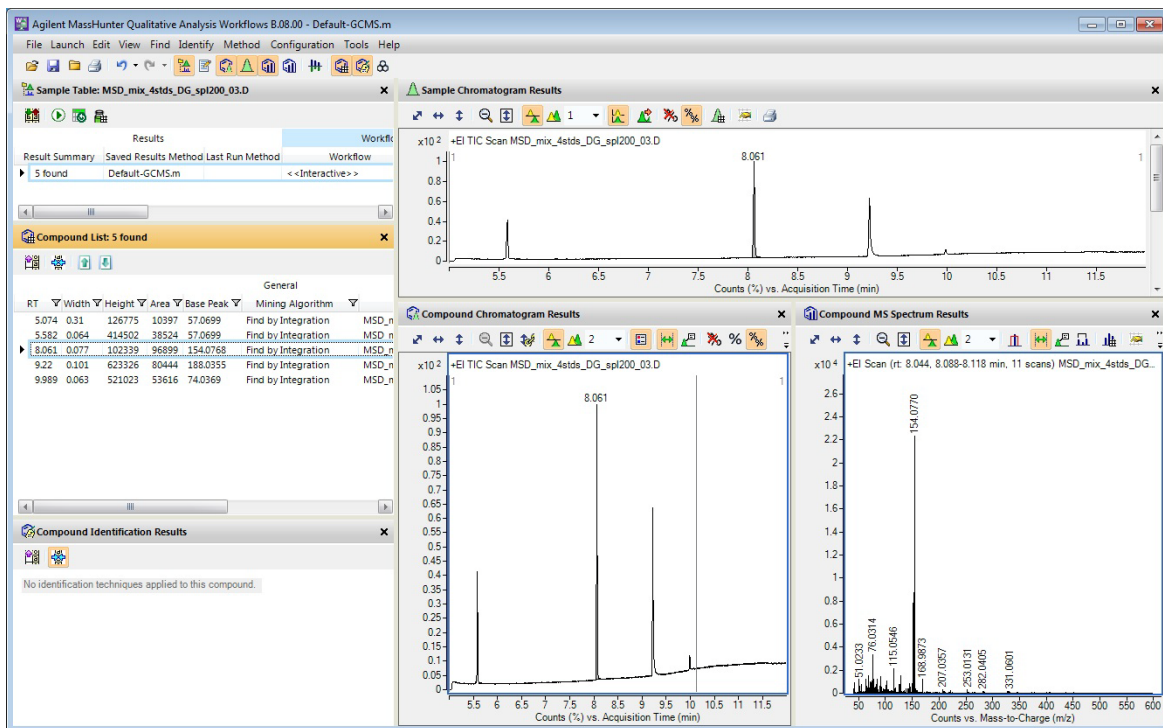 Agilent MassHunter Qualitative Analysis Workflows B.08.00 - Default-GCMS.m
File Launch Edit View Find Identify Method Configuration Tools Help
Sample Table: MSD_mix_4stds_DG_spl200_03.D
Results Workflo
Result Summary Saved Results Method Last Run Method Workflow
5 found Default-GCMS.m <<Interactive>>
Compound List: 5 found
General
RT Width Height Area Base Peak Mining Algorithm
5.074 0.31 126775 10397 57.0699 Find by Integration MSD_n
5.582 0.064 414502 38524 57.0699 Find by Integration MSD_n
8.061 0.077 102339 96899 154.0768 Find by Integration MSD_n
9.22 0.101 623326 80444 188.0355 Find by Integration MSD_n
9.989 0.063 521023 53616 74.0369 Find by Integration MSD_n
Compound Identification Results
No identification techniques applied to this compound.
Sample Chromatogram Results
1
x10 2 +EI TIC Scan MSD_mix_4stds_DG_spl200_03.D
1 1
8.061
1
0.8
0.6
0.4
0.2
0
5.5 6 6.5 7 7.5 8 8.5 9 9.5 10 10.5 11 11.5
Counts (%) vs. Acquisition Time (min)
Compound Chromatogram Results
2
x10 2 +EI TIC Scan MSD_mix_4stds_DG_spl200_03.D
1 1
8.061
1.05
1
0.95
0.9
0.85
0.8
0.75
0.7
0.65
0.6
0.55
0.5
0.45
0.4
0.35
0.3
0.25
0.2
0.15
0.1
0.05
0
5.5 6 6.5 7 7.5 8 8.5 9 9.5 10 10.5 11 11.5
Counts (%) vs. Acquisition Time (min)
Compound MS Spectrum Results
2
x10 4 +EI Scan (rt: 8.044, 8.088-8.118 min, 11 scans) MSD_mix_4stds_DG...
2.6
2.4
2.2
2
1.8
1.6
1.4
1.2
1
0.8
0.6
0.4
0.2
0
51.0233
76.0314
115.0546
154.0770
168.9873
207.0357
253.0131
282.0405
331.0601
50 100 150 200 250 300 350 400 450 500 550 600
Counts vs. Mass-to-Charge (m/z)